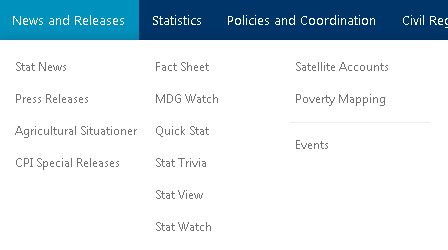 News and Releases Statistics Policies and Coordination Civil Reg
Stat News
Press Releases
Agricultural Situationer
CPI Special Releases
Fact Sheet
MDG Watch
Quick Stat
Stat Trivia
Stat View
Stat Watch
Satellite Accounts
Poverty Mapping
Events